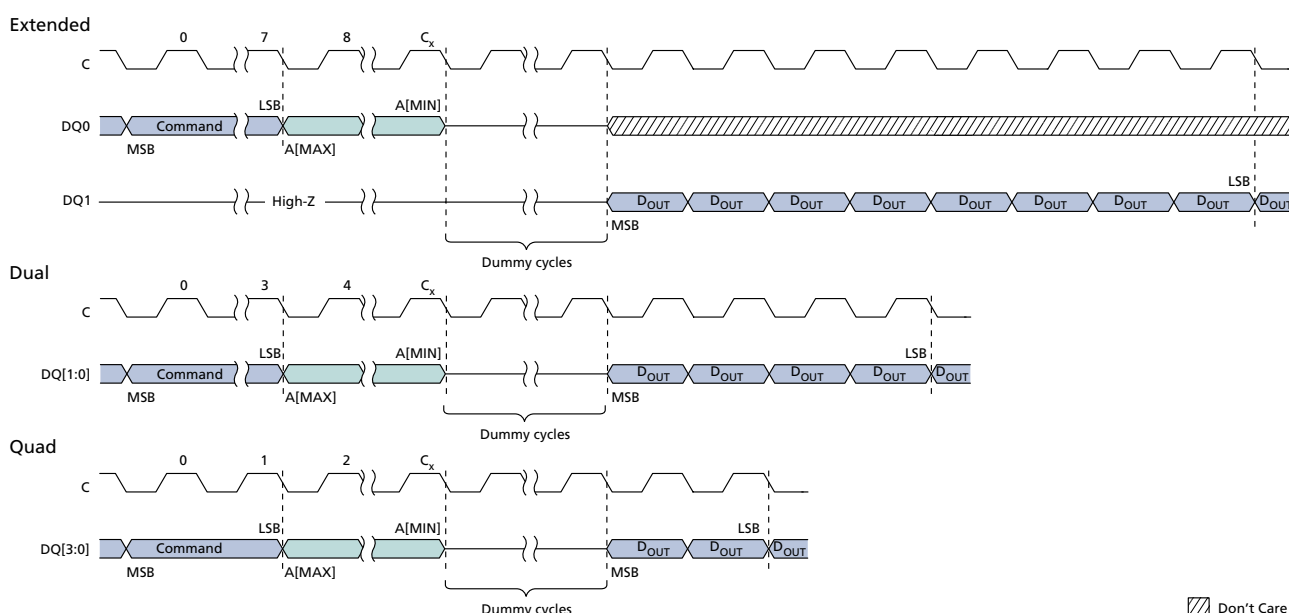 Extended
0 7 8 Cx
C
LSB A[MIN]
DQ0 Command
MSB A[MAX]
LSB
DQ1 High-Z DOUT DOUT DOUT DOUT DOUT DOUT DOUT DOUT DOUT
MSB
Dummy cycles
Dual
0 3 4 Cx
C
LSB A[MIN] LSB
DQ[1:0] Command DOUT DOUT DOUT DOUT DOUT
MSB A[MAX] MSB
Dummy cycles
Quad
0 1 2 Cx
C
LSB A[MIN] LSB
DQ[3:0] Command DOUT DOUT DOUT
MSB A[MAX] MSB
Dummy cycles
Don't Care